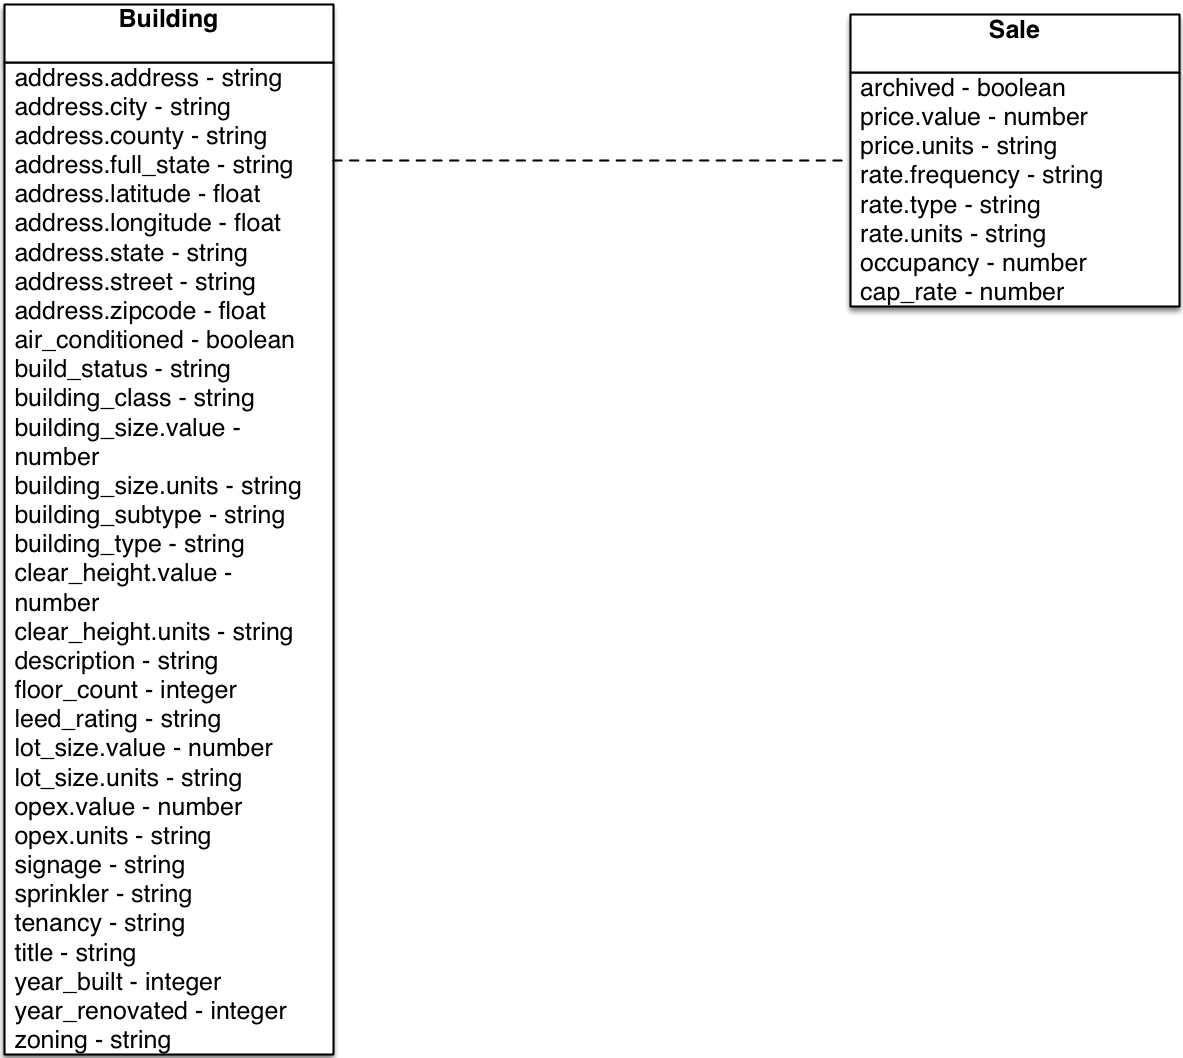 Building
address.address - string
address.city - string
address.county - string
address.full_state - string
address.latitude - float
address.longitude - float
address.state - string
address.street - string
address.zipcode - float
air_conditioned - boolean
build_status - string
building_class - string
building_size.value -
number
building_size.units - string
building_subtype - string
building_type - string
clear_height.value -
number
clear_height.units - string
description - string
floor_count - integer
leed_rating - string
lot_size.value - number
lot_size.units - string
opex.value - number
opex.units - string
signage - string
sprinkler - string
tenancy - string
title - string
year_built - integer
year_renovated - integer
zoning - string
Sale
archived - boolean
price.value - number
price.units - string
rate.frequency - string
rate.type - string
rate.units - string
occupancy - number
cap_rate - number